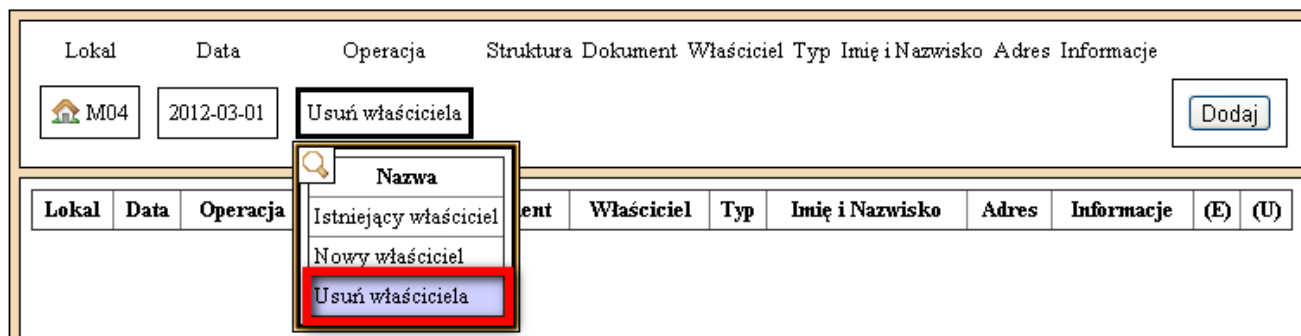 Lokal Data Operacja Struktura Dokument Właściciel Typ Imię i Nazwisko Adres Informacje
M04 2012-03-01 Usuń właściciela Dodaj
Nazwa
Lokal Data Operacja Właściciel Typ Imię i Nazwisko Adres Informacje (E) (U)
Istniejący właściciel
Nowy właściciel
Usuń właściciela